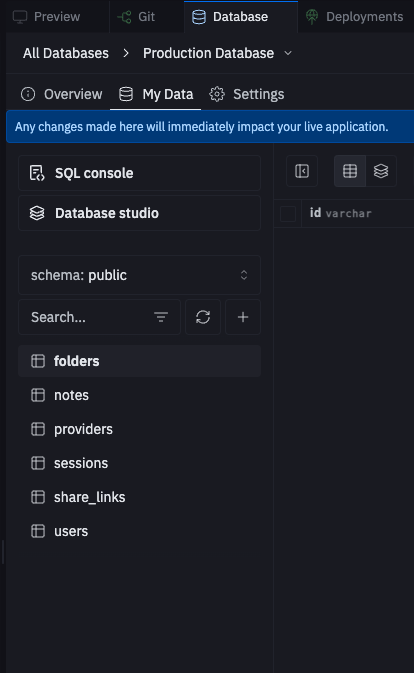 Preview Git Database Deployments
All Databases > Production Database
Overview My Data Settings
Any changes made here will immediately impact your live application.
SQL console
Database studio
schema: public
Search...
folders
notes
providers
sessions
share_links
users
id varchar